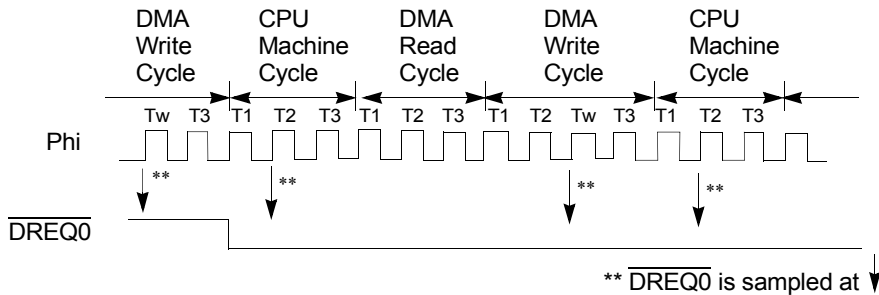 DMA Write Cycle
CPU Machine Cycle
DMA Read Cycle
DMA Write Cycle
CPU Machine Cycle
Tw T3 T1 T2 T3 T1 T2 T3 T1 T2 Tw T3 T1 T2 T3
Phi
** ** ** **
DREQ0
** DREQ0 is sampled at